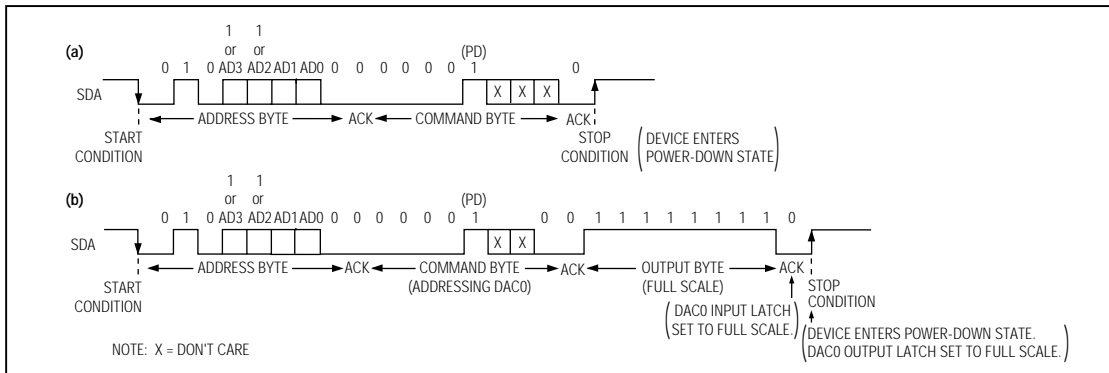 (a)
1 1
or or
0 1 0 AD3 AD2 AD1 AD0 0 0 0 0 0 0 1 0
(PD)
SDA
X X X
ADDRESS BYTE ACK COMMAND BYTE ACK
START CONDITION
STOP CONDITION
(DEVICE ENTERS POWER-DOWN STATE)
(b)
1 1
or or
0 1 0 AD3 AD2 AD1 AD0 0 0 0 0 0 0 1 0 0 1 1 1 1 1 1 1 1 0
(PD)
SDA
X X
ADDRESS BYTE ACK COMMAND BYTE ACK OUTPUT BYTE ACK
(ADDRESSING DAC0) (FULL SCALE)
START CONDITION
STOP CONDITION
(DAC0 INPUT LATCH
SET TO FULL SCALE.)
(DEVICE ENTERS POWER-DOWN STATE.
DAC0 OUTPUT LATCH SET TO FULL SCALE.)
NOTE: X = DON'T CARE